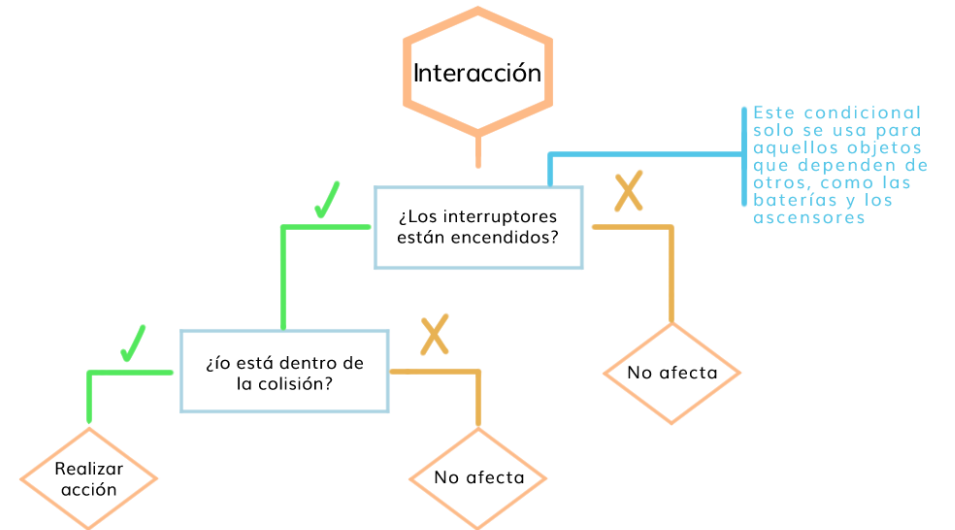 Interacción
Este condicional
solo se usa para
aquellos objetos
que dependen de
otros, como las
baterías y los
ascensores
¿Los interruptores
están encendidos?
¿ío está dentro de
la colisión?
No afecta
Realizar
acción
No afecta